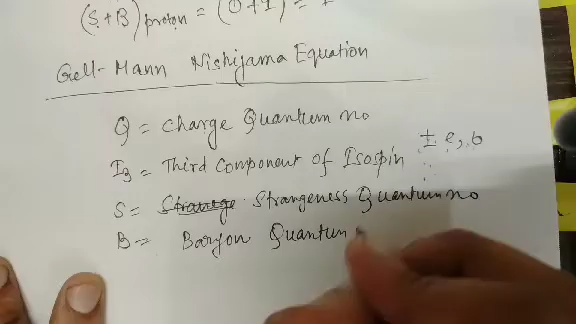 (S+B)proton = (0+1) = 1
Gell-Mann Nishijama Equation
Q = Charge Quantum no
I3 = Third Component of Isospin
± e, 0
S = Strangeness Quantum no
B = Baryon Quantum